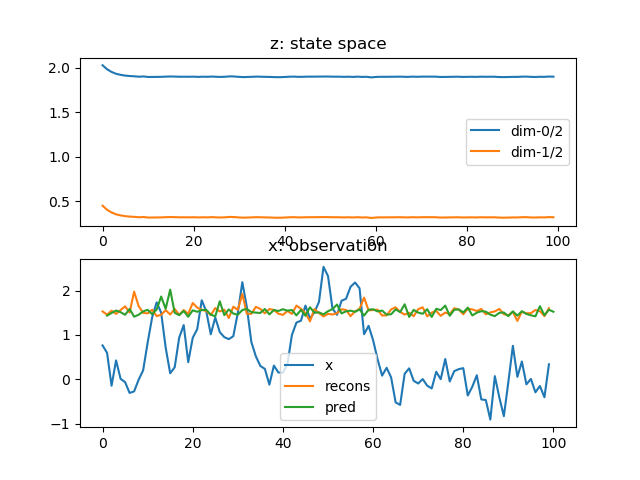 z: state space
2.0
1.5
1.0
0.5
dim-0/2
dim-1/2
0 20 40 60 80 100
x: observation
2
1
0
−1
x
recons
pred
0 20 40 60 80 100